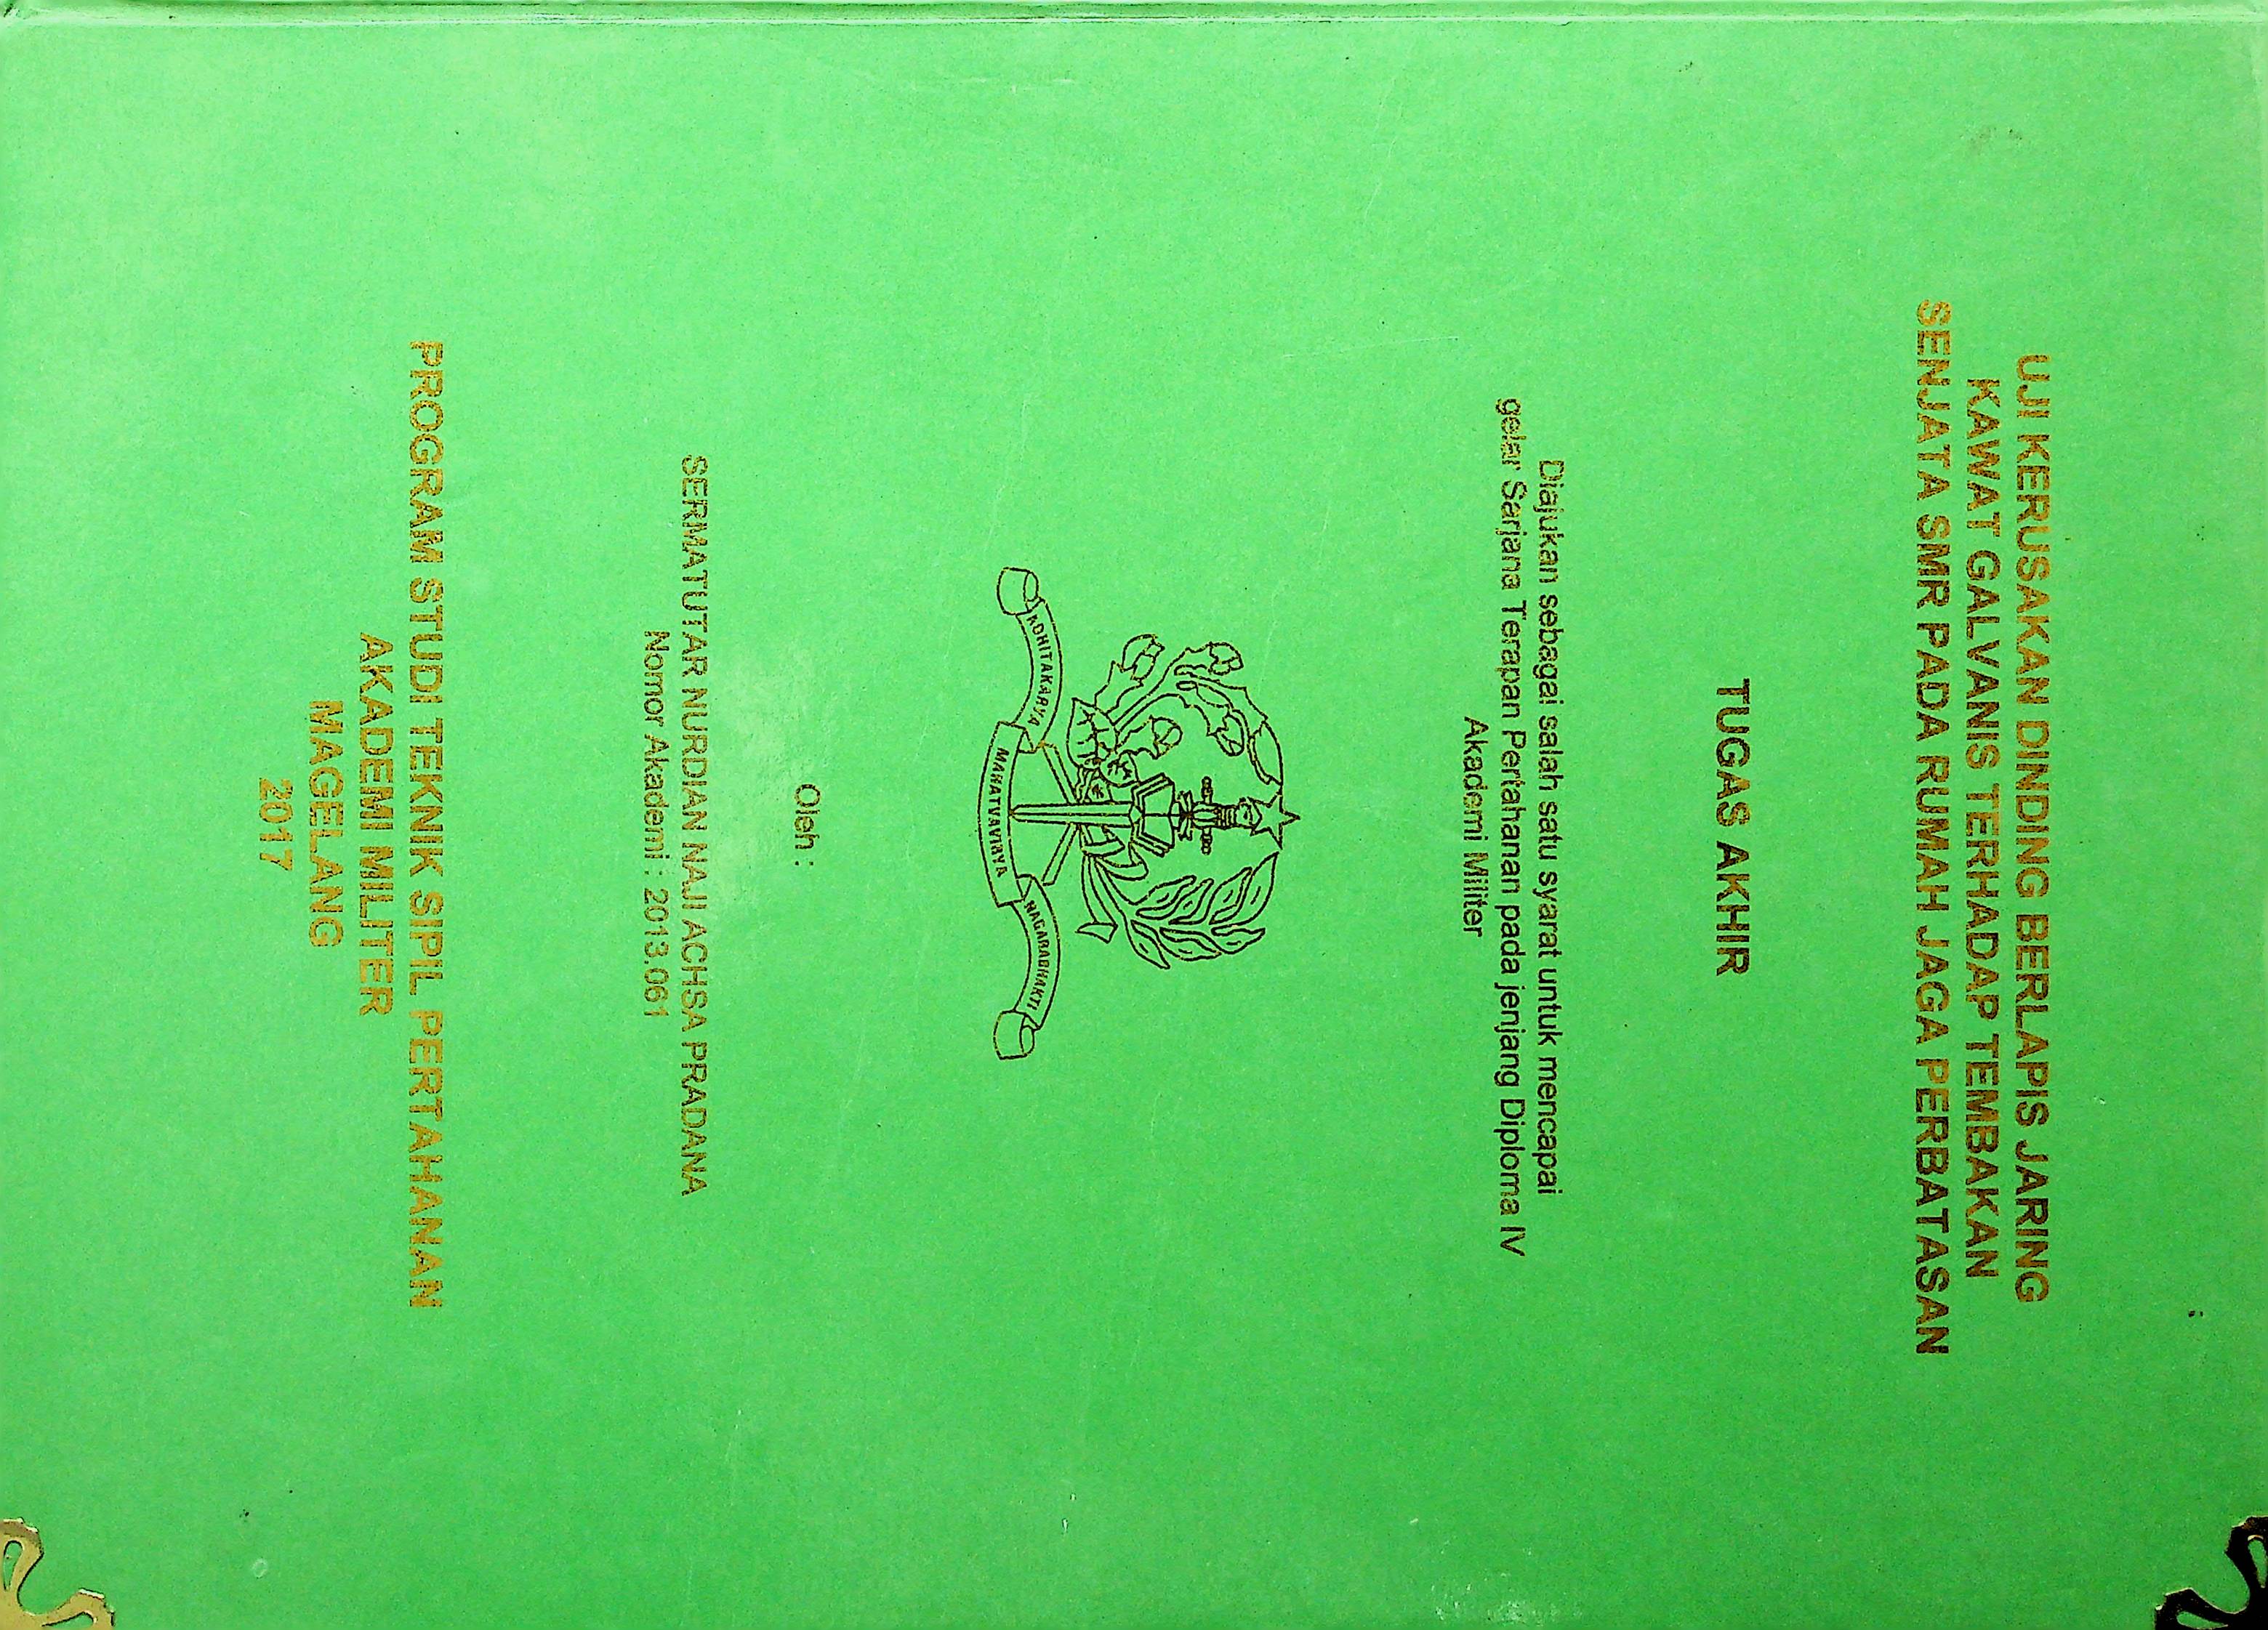 UJI KERUSAKAN DINDING BERLAPIS JARING
KAWAT GALVANIS TERHADAP TEMBAKAN
SENJATA SMR PADA RUMAH JAGA PERBATASAN
TUGAS AKHIR
Diajukan sebagai salah satu syarat untuk mencapai
gelar Sarjana Terapan Pertahanan pada jenjang Diploma IV
Akademi Militer
ADHITAKARYA
MAHATVAVIRYA
NAGARABHAKTI
Oleh :
SERMATUTAR NURDIAN NAJI ACHSA PRADANA
Nomor Akademi : 2013.061
PROGRAM STUDI TEKNIK SIPIL PERTAHANAN
AKADEMI MILITER
MAGELANG
2017